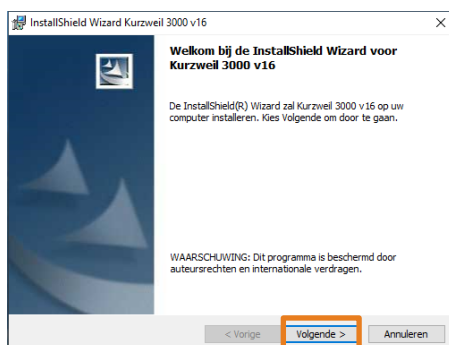 InstallShield Wizard Kurzweil 3000 v16
Welkom bij de InstallShield Wizard voor
Kurzweil 3000 v16
De InstallShield(R) Wizard zal Kurzweil 3000 v16 op uw
computer installeren. Kies Volgende om door te gaan.
WAARSCHUWING: Dit programma is beschermd door
auteursrechten en internationale verdragen.
< Vorige Volgende > Annuleren